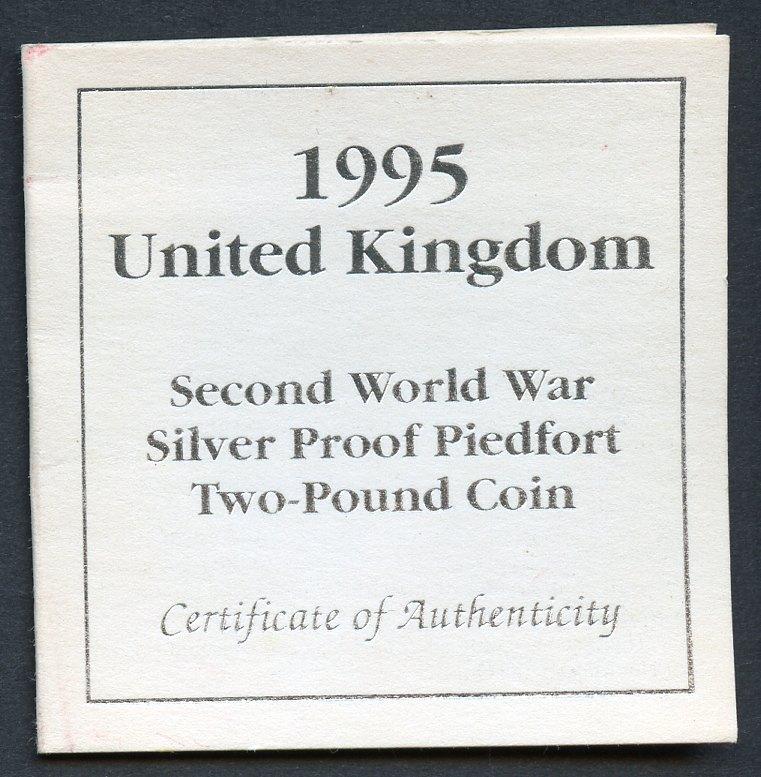 1995
United Kingdom
Second World War
Silver Proof Piedfort
Two-Pound Coin
Certificate of Authenticity